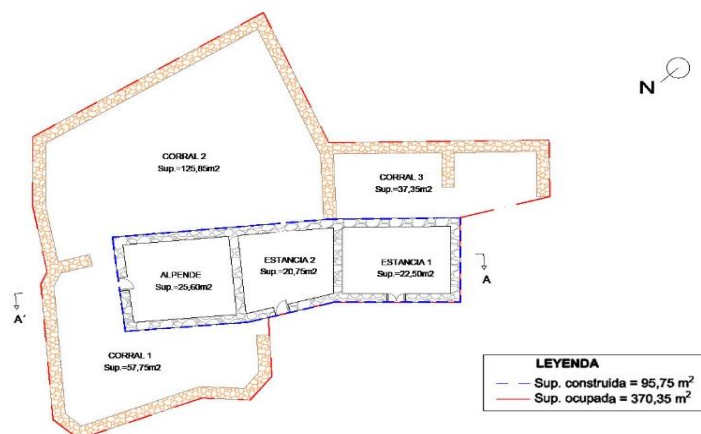 N
CORRAL 2
Sup.=125,85m2
CORRAL 3
Sup.=37,35m2
ESTANCIA 2
Sup.=20,75m2
ESTANCIA 1
Sup.=22,50m2
ALPENDE
Sup.=25,60m2
A
A'
CORRAL 1
Sup.=57,75m2
LEYENDA
Sup. construida = 95,75 m²
Sup. ocupada = 370,35 m²